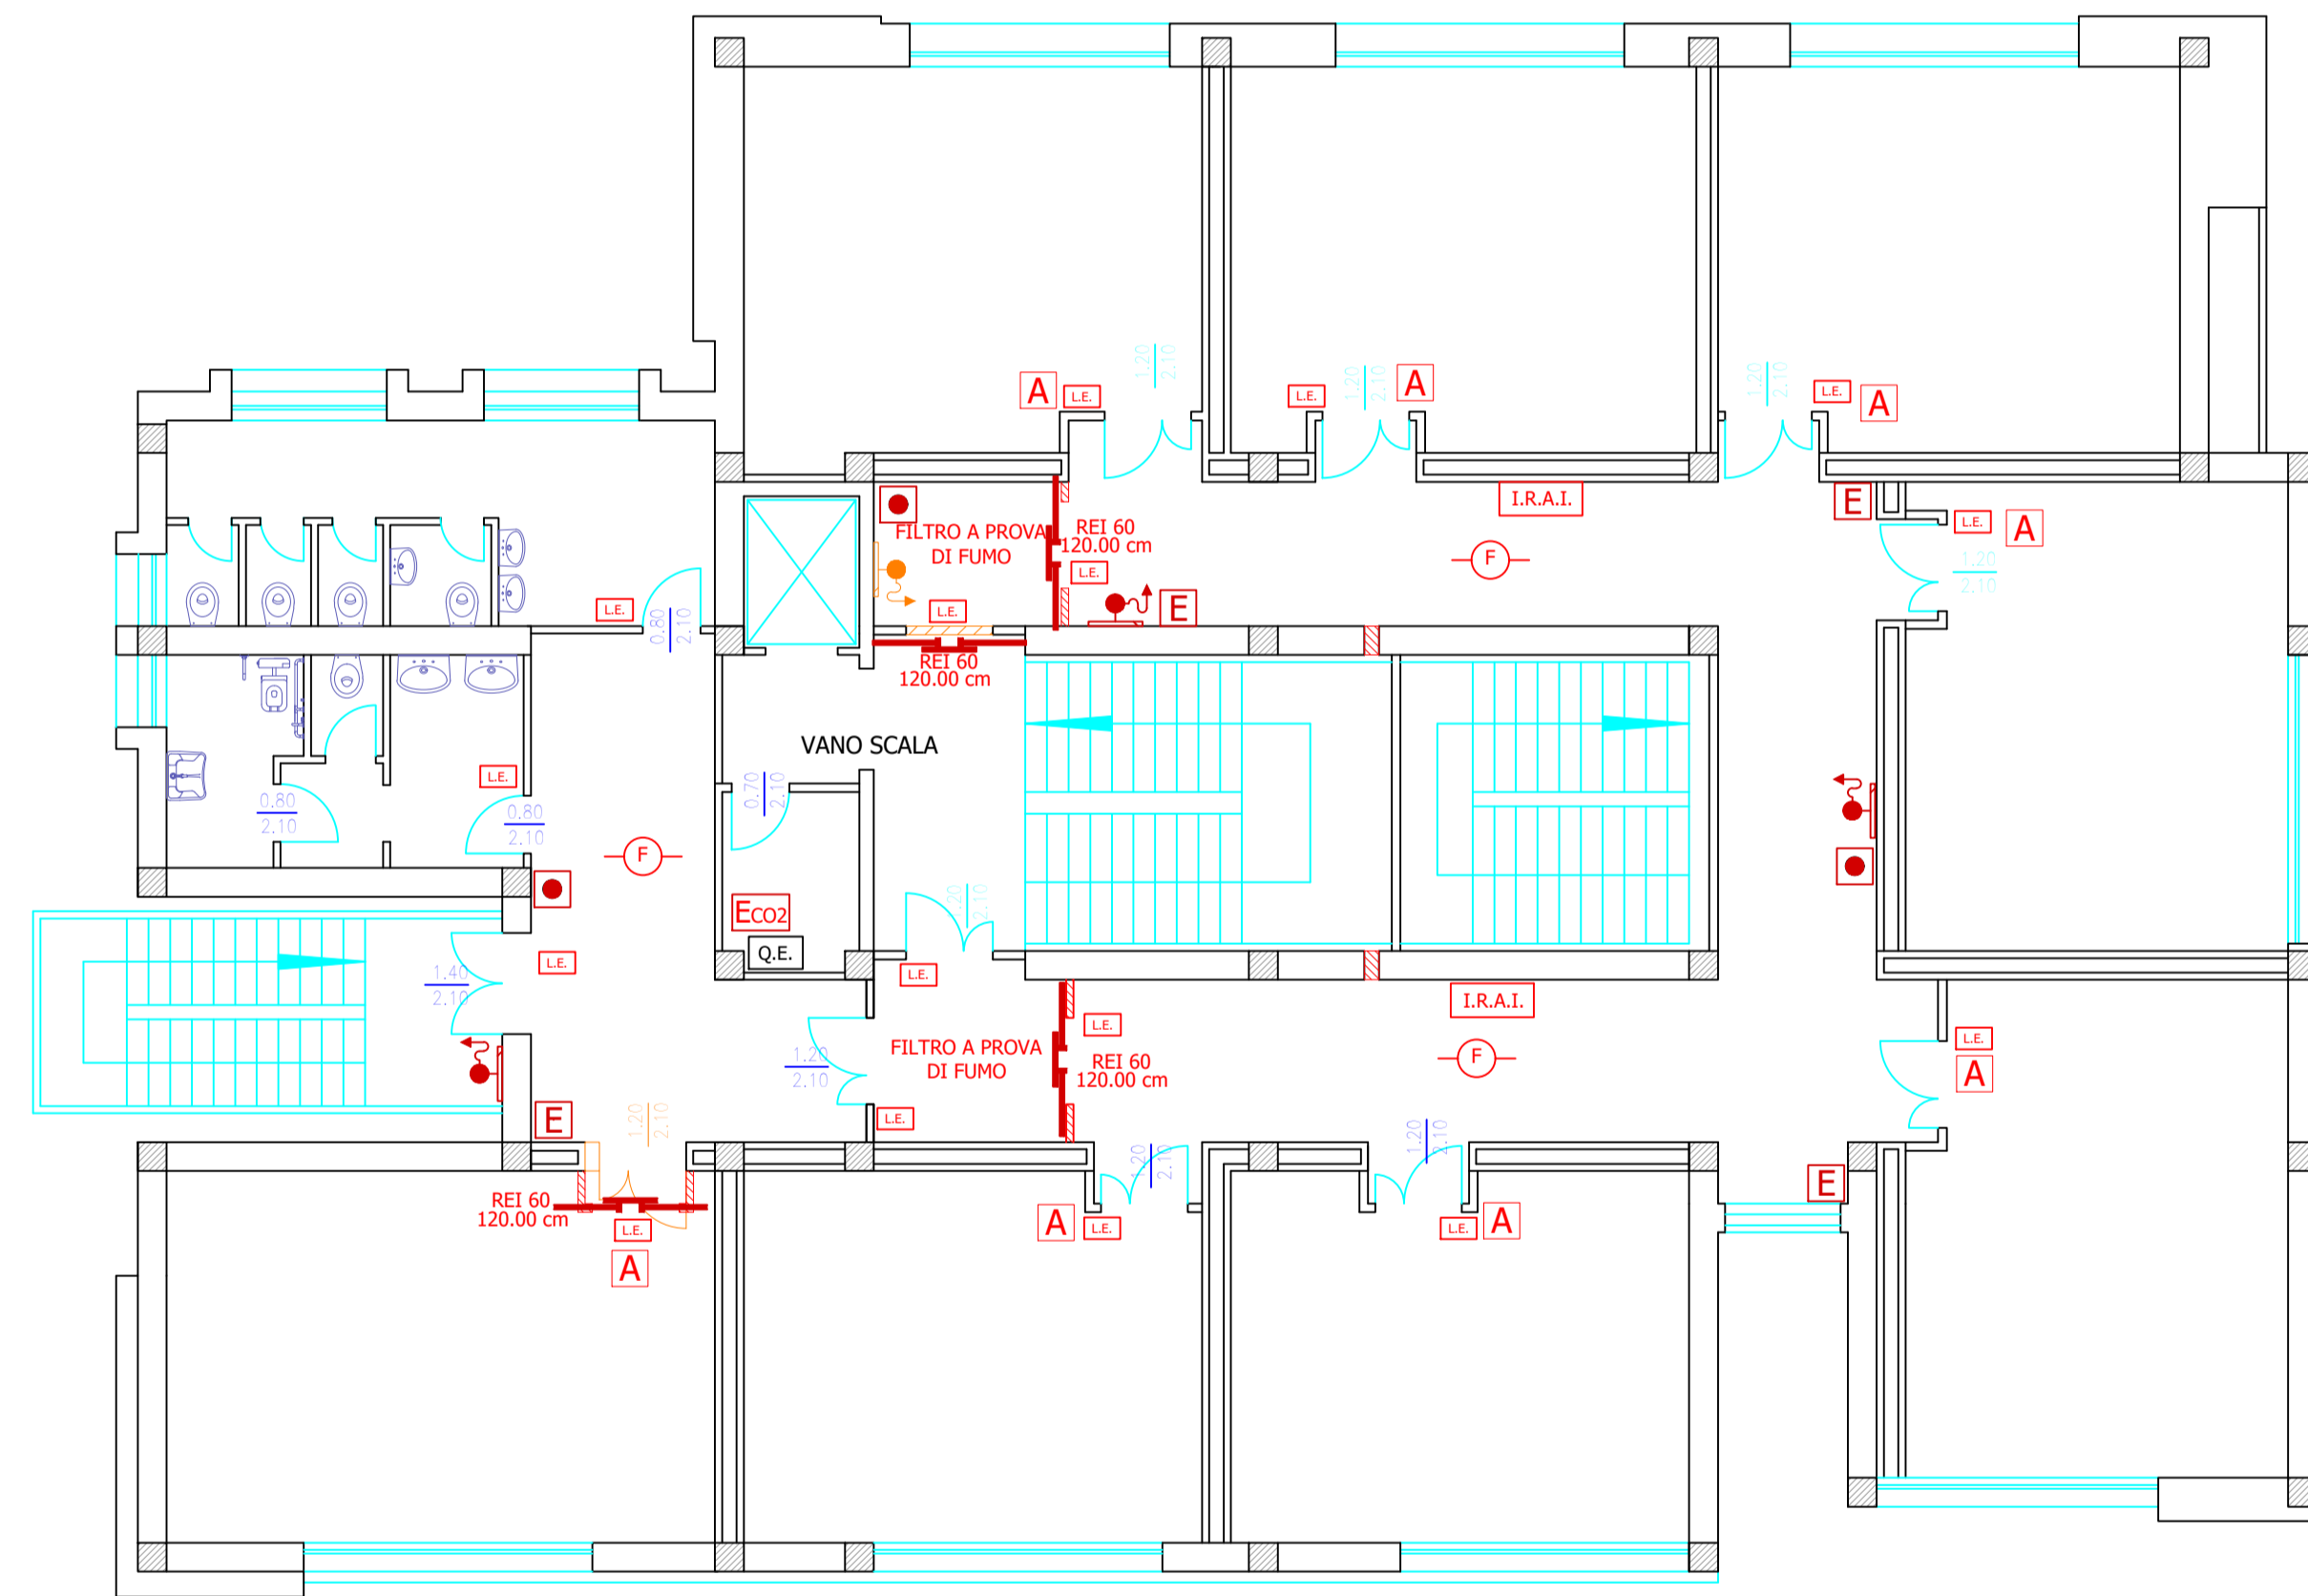 1.20
2.10
A
L.E.
L.E.
1.20
2.10
A
1.20
2.10
L.E.
A
I.R.A.I.
E
L.E.
A
FILTRO A PROVA
DI FUMO
REI 60
120.00 cm
L.E.
F
1.20
2.10
L.E.
0.80
2.10
L.E.
E
REI 60
120.00 cm
VANO SCALA
L.E.
0.80
2.10
0.80
2.10
0.70
2.10
F
ECO2
Q.E.
1.20
2.10
L.E.
1.40
2.10
L.E.
I.R.A.I.
FILTRO A PROVA
DI FUMO
L.E.
REI 60
120.00 cm
F
L.E.
A
1.20
2.10
E
1.20
2.10
L.E.
1.20
2.10
1.20
2.10
E
REI 60
120.00 cm
L.E.
A
A
L.E.
L.E.
A